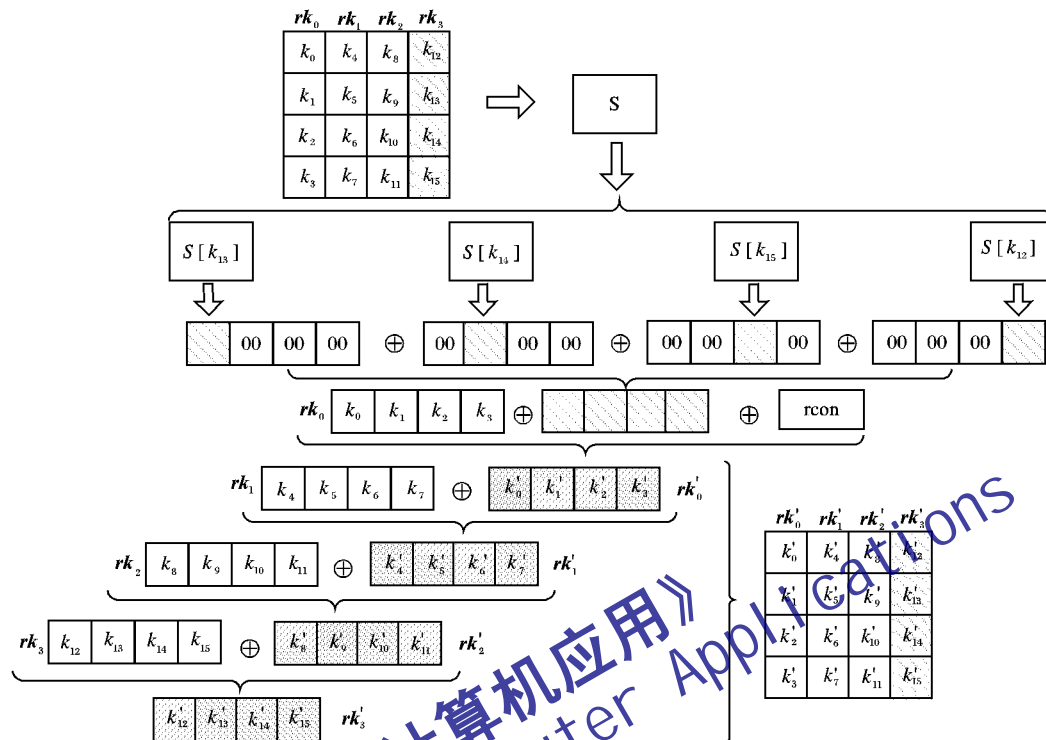 rk₀ rk₁ rk₂ rk₃
k₀ k₄ k₈ k₁₂
k₁ k₅ k₉ k₁₃
k₂ k₆ k₁₀ k₁₄
k₃ k₇ k₁₁ k₁₅
S
S[k₁₃] S[k₁₄] S[k₁₅] S[k₁₂]
00 00 00 ⊕ 00 00 00 ⊕ 00 00 00 ⊕ 00 00 00
rk₀ k₀ k₁ k₂ k₃ ⊕ ⊕ rcon
rk₁ k₄ k₅ k₆ k₇ ⊕ k′₀ k′₁ k′₂ k′₃ rk′₀
rk₂ k₈ k₉ k₁₀ k₁₁ ⊕ k′₄ k′₅ k′₆ k′₇ rk′₁
rk₃ k₁₂ k₁₃ k₁₄ k₁₅ ⊕ k′₈ k′₉ k′₁₀ k′₁₁ rk′₂
k′₁₂ k′₁₃ k′₁₄ k′₁₅ rk′₃
rk′₀ rk′₁ rk′₂ rk′₃
k′₀ k′₄ k′₈ k′₁₂
k′₁ k′₅ k′₉ k′₁₃
k′₂ k′₆ k′₁₀ k′₁₄
k′₃ k′₇ k′₁₁ k′₁₅
算机应用》
Applications